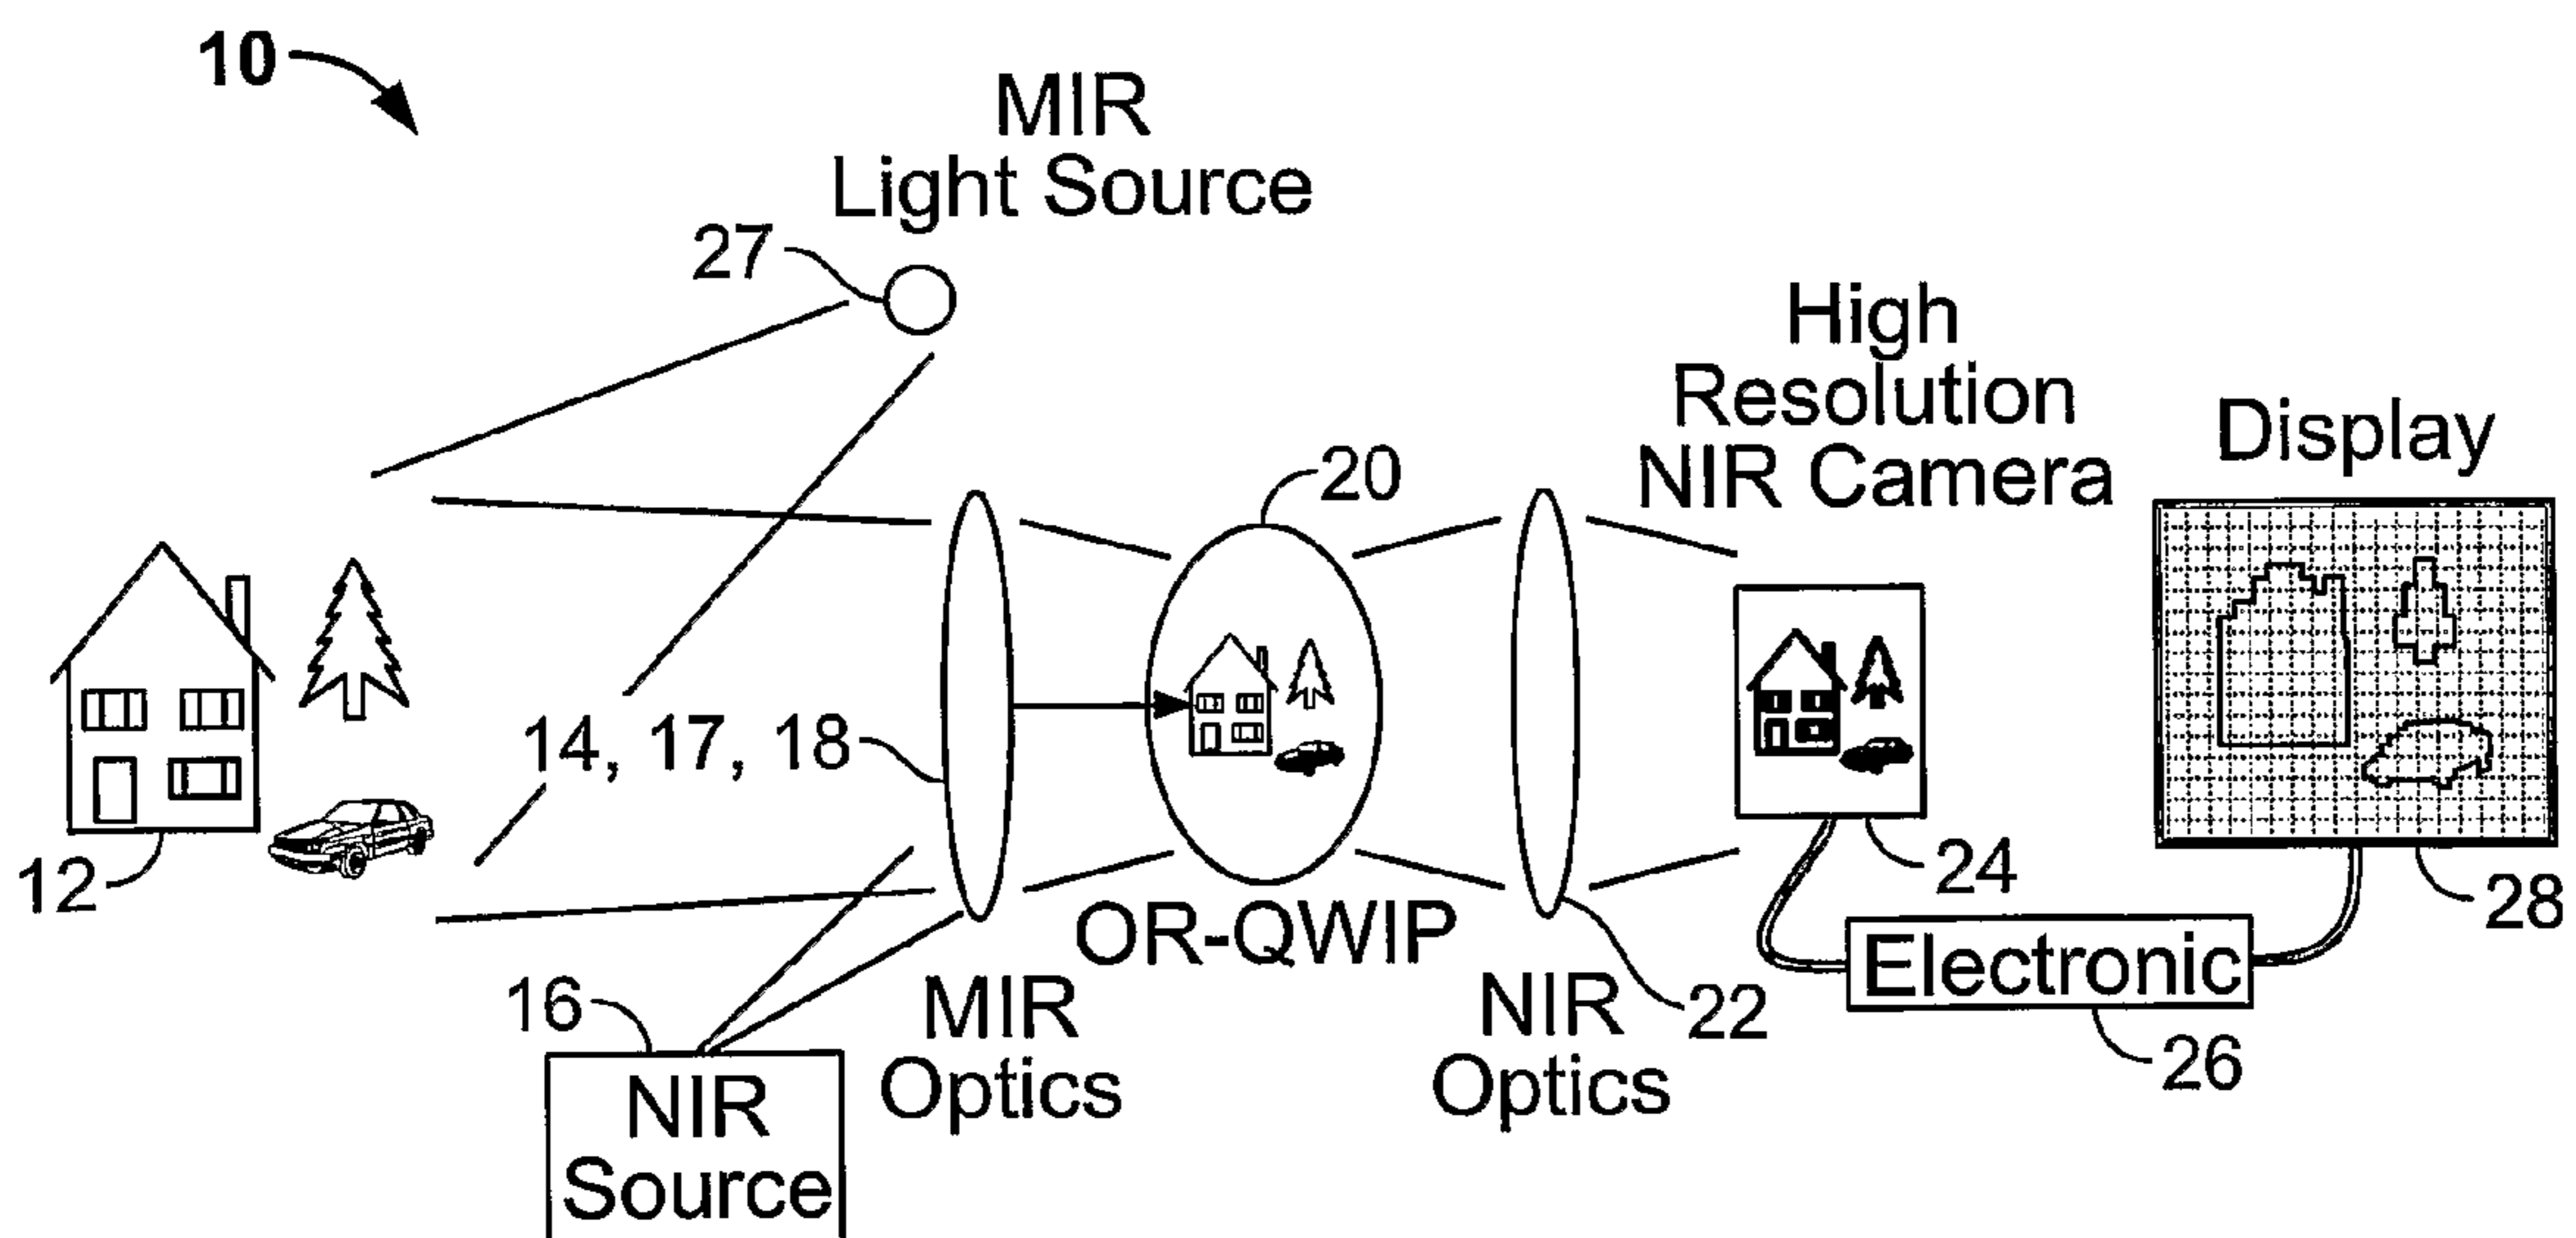 10
MIR
Light Source
27
High
Resolution
NIR Camera
Display
20
14, 17, 18
12
24
28
OR-QWIP
Electronic
16
MIR
Optics
NIR
Optics
22
26
NIR
Source